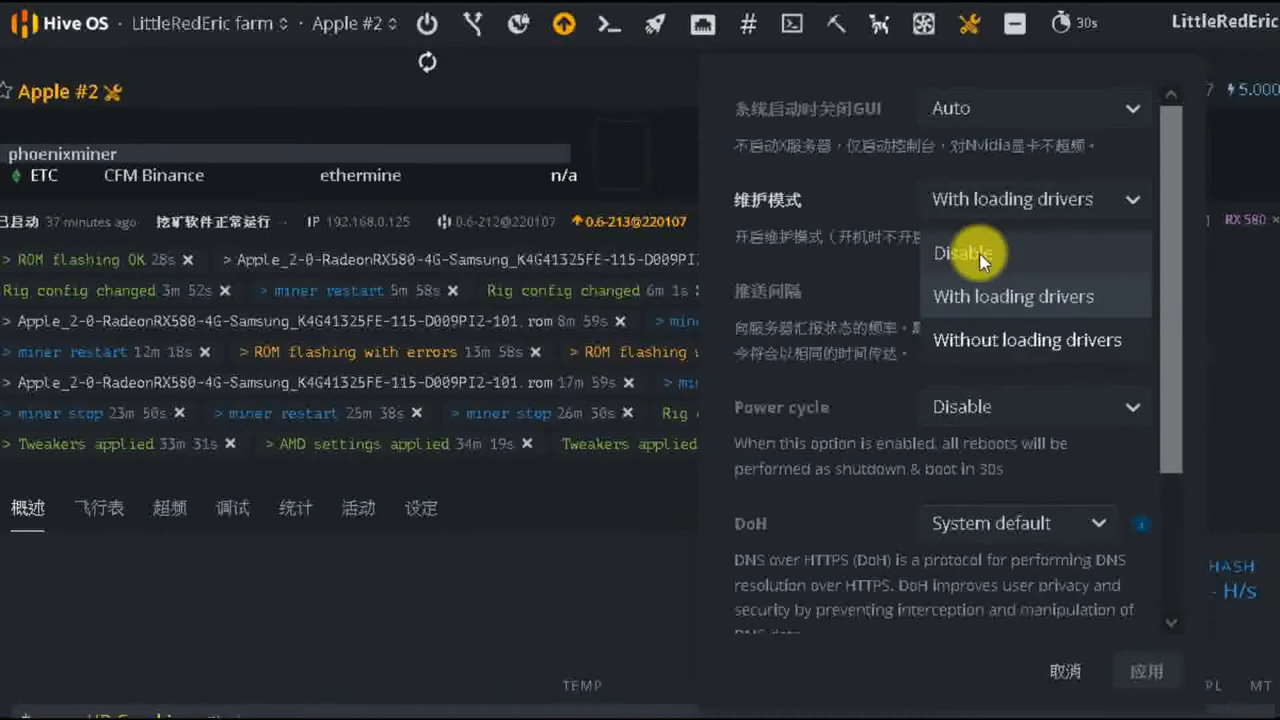 Hive OS
LittleRedEric farm
Apple #2
30s
LittleRedEric
Apple #2
5.000
phoenixminer
ETC CFM Binance ethermine n/a
已启动 37 minutes ago 挖矿软件正常运行 IP 192.168.0.125 0.6-212@220107 0.6-213@220107
RX 580
> ROM flashing OK 28s × > Apple_2-0-RadeonRX580-4G-Samsung_K4G41325FE-115-D009PI
Rig config changed 3m 52s × > miner restart 5m 58s × Rig config changed 6m 1s
> Apple_2-0-RadeonRX580-4G-Samsung_K4G41325FE-115-D009PI2-101.rom 8m 59s × > min
> miner restart 12m 18s × > ROM flashing with errors 13m 58s × > ROM flashing
> Apple_2-0-RadeonRX580-4G-Samsung_K4G41325FE-115-D009PI2-101.rom 17m 59s ×
> miner stop 23m 50s × > miner restart 25m 38s × > miner stop 26m 30s × Rig
> Tweakers applied 33m 31s × > AMD settings applied 34m 19s × Tweakers applied
概述 飞行表 超频 调试 统计 活动 设定
系统启动时关闭GUI Auto
不启动X服务器，仅启动控制台，对Nvidia显卡不超频。
维护模式 With loading drivers
开启维护模式（开机时不开启
Disable
With loading drivers
Without loading drivers
推送间隔
向服务器汇报状态的频率。
今将会以相同的时间传达。
Power cycle Disable
When this option is enabled, all reboots will be
performed as shutdown & boot in 30s
DoH System default
DNS over HTTPS (DoH) is a protocol for performing DNS
resolution over HTTPS. DoH improves user privacy and
security by preventing interception and manipulation of
DNS data
取消 应用
HASH
H/s
TEMP
PL MT